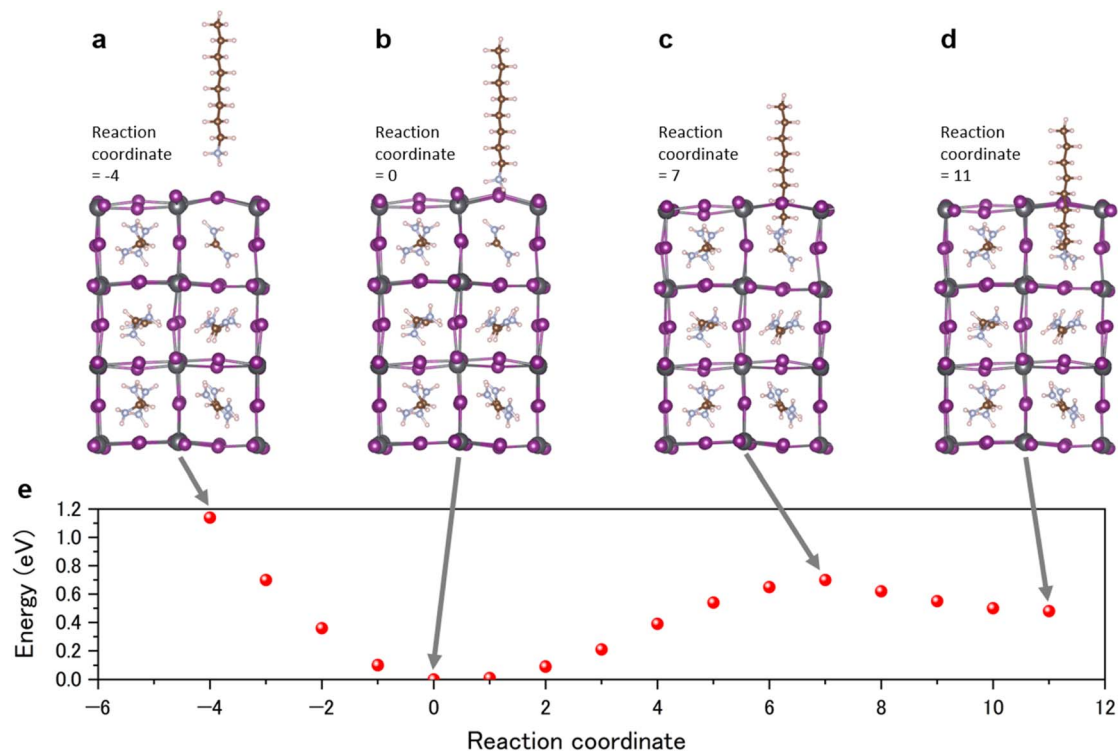 a
b
c
d
Reaction
coordinate
= -4
Reaction
coordinate
= 0
Reaction
coordinate
= 7
Reaction
coordinate
= 11
e
1.2
1.0
0.8
0.6
0.4
0.2
0.0
Energy (eV)
−6 −4 −2 0 2 4 6 8 10 12
Reaction coordinate